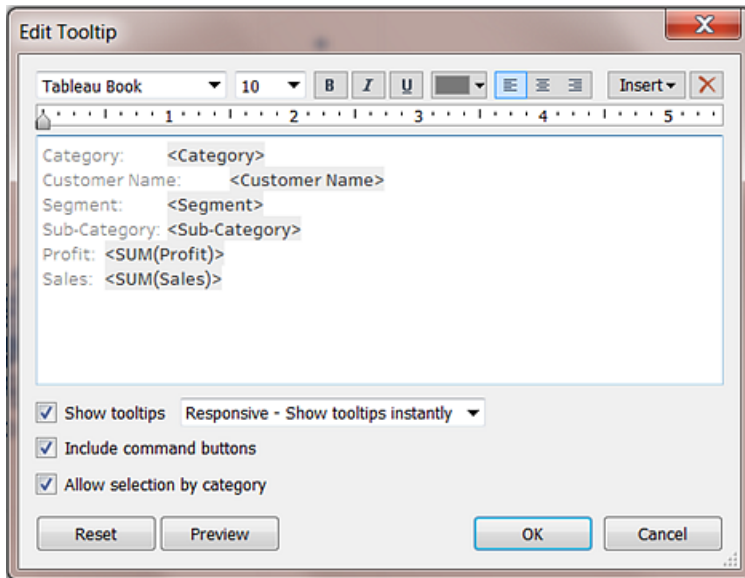 Edit Tooltip
Tableau Book 10 B I U Insert
1 2 3 4 5
Category: <Category>
Customer Name: <Customer Name>
Segment: <Segment>
Sub-Category: <Sub-Category>
Profit: <SUM(Profit)>
Sales: <SUM(Sales)>
Show tooltips Responsive - Show tooltips instantly
Include command buttons
Allow selection by category
Reset Preview OK Cancel